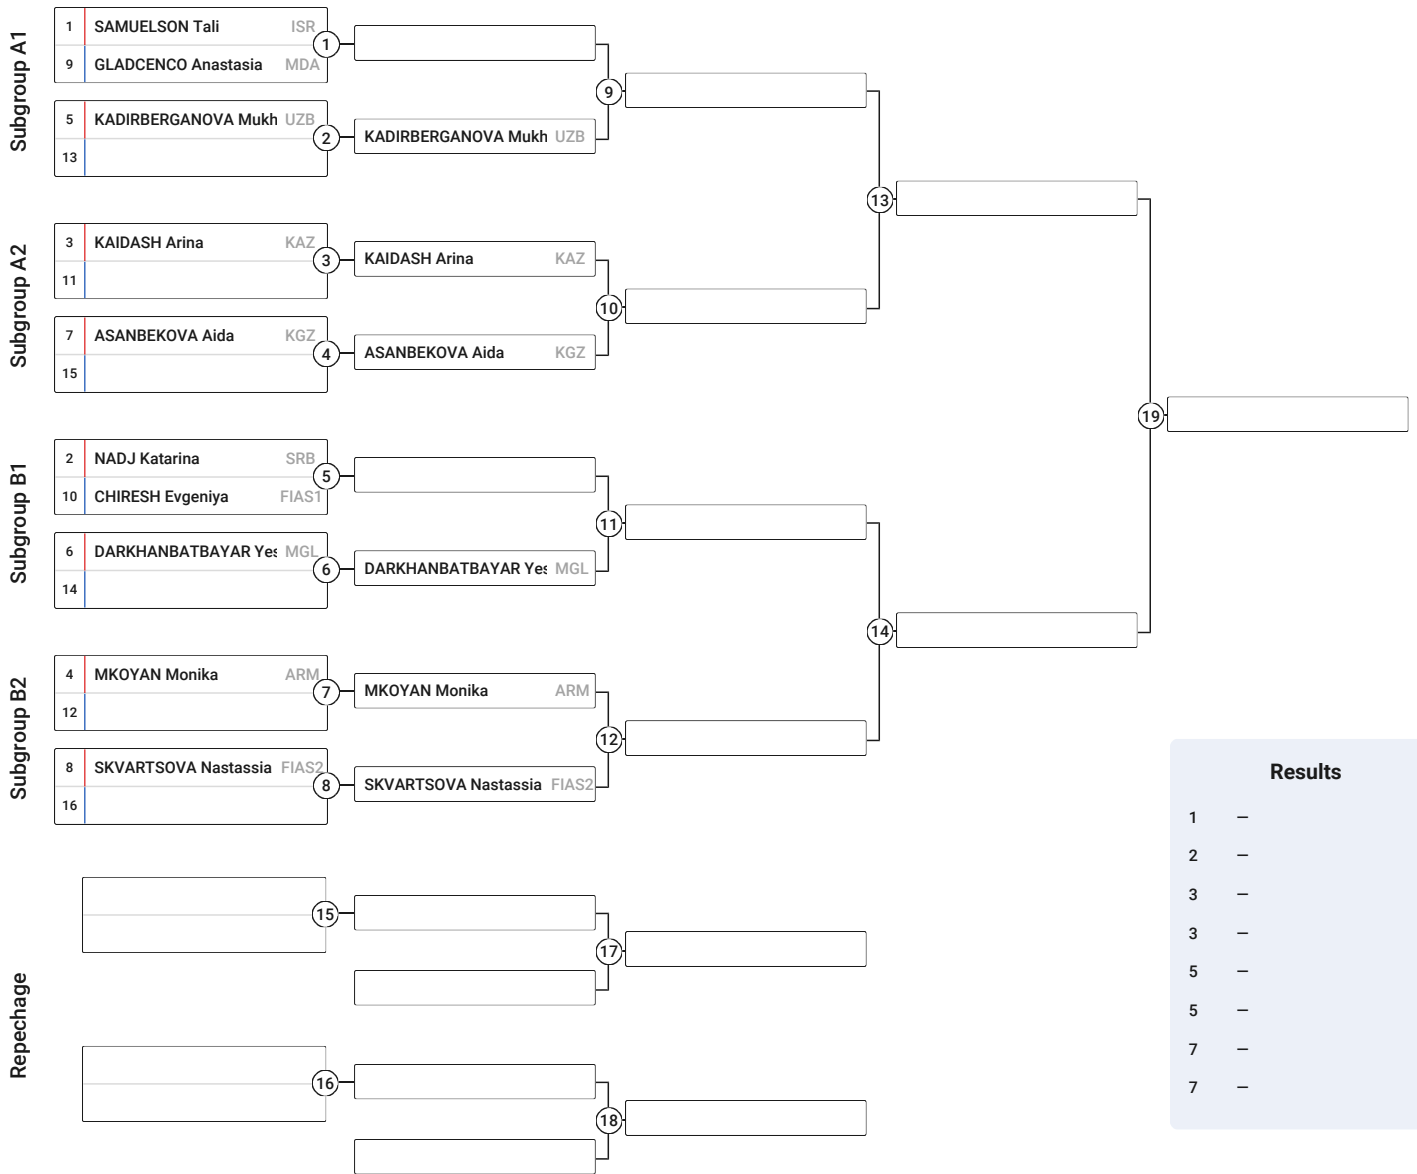 Subgroup A1
1 SAMUELSON Tali ISR
9 GLADCENCO Anastasia MDA
1
5 KADIRBERGANOVA Mukh UZB
13
2
KADIRBERGANOVA Mukh UZB
9
Subgroup A2
3 KAIDASH Arina KAZ
11
3
KAIDASH Arina KAZ
7 ASANBEKOVA Aida KGZ
15
4
ASANBEKOVA Aida KGZ
10
13
Subgroup B1
2 NADJ Katarina SRB
10 CHIRESH Evgeniya FIAS1
5
6 DARKHANBATBAYAR Yes MGL
14
6
DARKHANBATBAYAR Yes MGL
11
Subgroup B2
4 MKOYAN Monika ARM
12
7
MKOYAN Monika ARM
8 SKVARTSOVA Nastassia FIAS2
16
8
SKVARTSOVA Nastassia FIAS2
12
14
19
Repechage
15
17
16
18
Results
1 –
2 –
3 –
3 –
5 –
5 –
7 –
7 –